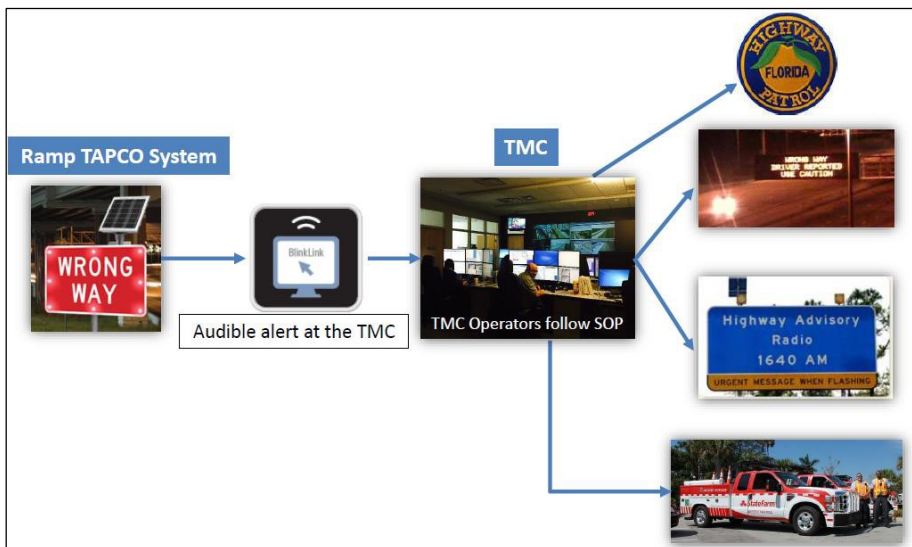 Ramp TAPCO System
WRONG
WAY
BlinkLink
Audible alert at the TMC
TMC
TMC Operators follow SOP
HIGHWAY
FLORIDA
PATROL
WRONG WAY
DRIVER REPORTED
USE CAUTION
Highway Advisory
Radio
1640 AM
URGENT MESSAGE WHEN FLASHING
StateFarm